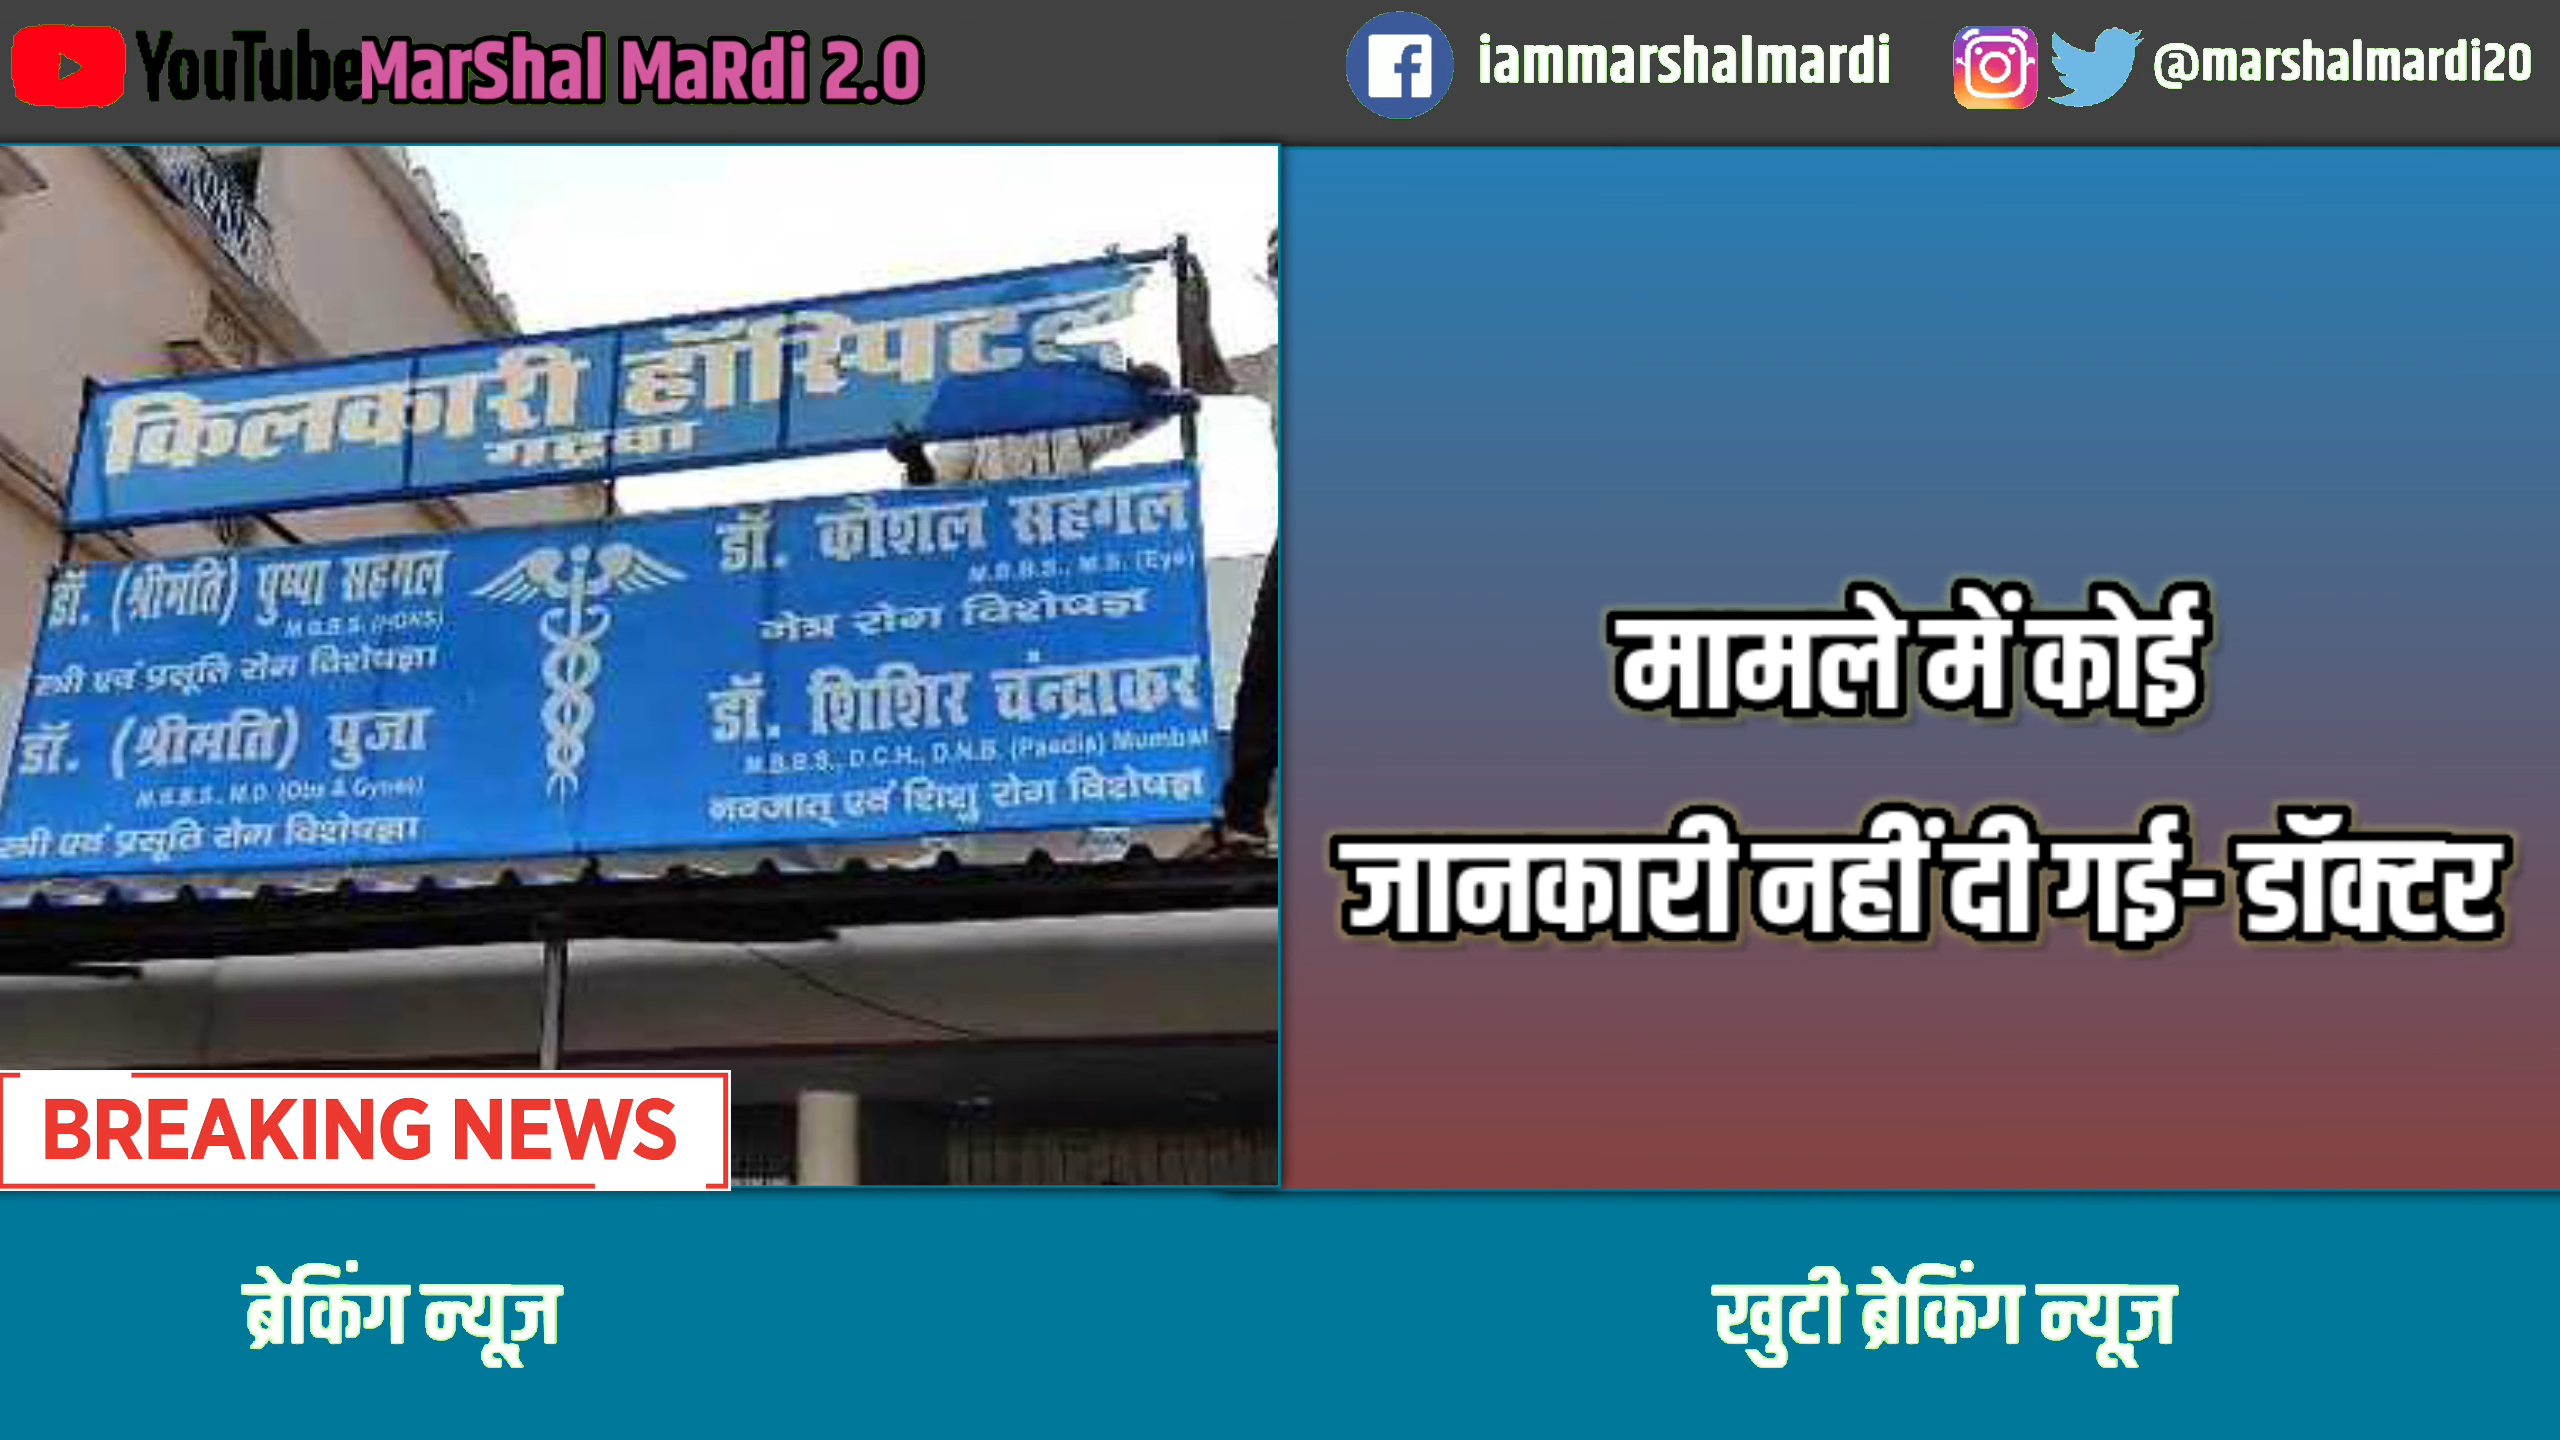 YouTube MarShal MaRdi 2.0
iammarshalmardi
@marshalmardi20
किलकारी हॉस्पिटल
गढ़वा
डॉ. (श्रीमति) पुष्पा सहगल
M.B.B.S. (HONS)
स्त्री एवं प्रसूति रोग विशेषज्ञा
डॉ. (श्रीमति) पुजा
M.B.B.S., M.D. (Obs & Gynae)
स्त्री एवं प्रसूति रोग विशेषज्ञा
डॉ. कौशल सहगल
M.B.B.S., M.S. (Eye)
नेत्र रोग विशेषज्ञ
डॉ. शिशिर चंन्द्राकर
M.B.B.S., D.C.H., D.N.B. (Paedia) Mumbai
नवजात् एवं शिशु रोग विशेषज्ञ
मामले में कोई
जानकारी नहीं दी गई- डॉक्टर
BREAKING NEWS
ब्रेकिंग न्यूज
खुटी ब्रेकिंग न्यूज